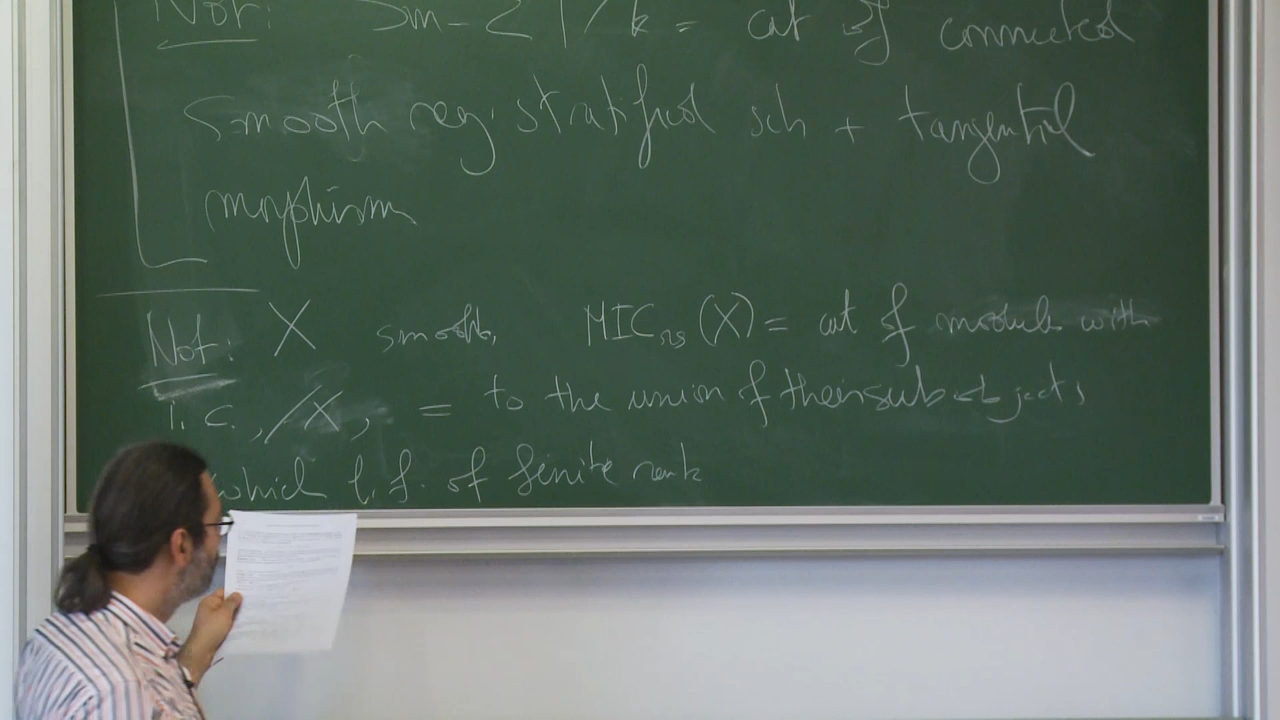 Not: Sm-Σ 1/k = cat of connected
Smooth reg. stratified sch + tangential
morphism
Not: X smooth, MIC_rs (X) = cat of module with
i.c., /X, = to the union of their subobjects
which l.f. of finite rank